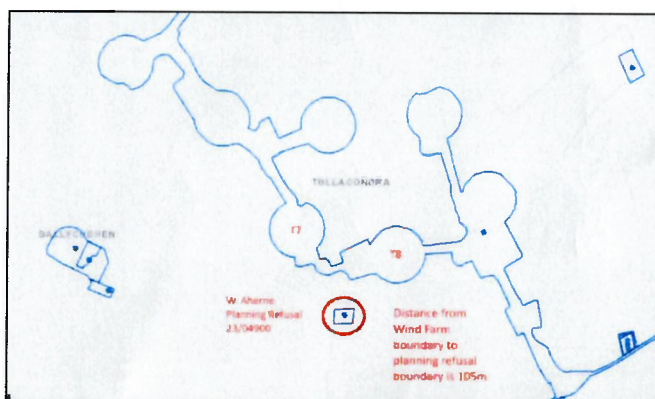 TULLACONDRA
T7
T8
W Aherne
Planning Refusal
23/04900
Distance from
Wind Farm
boundary to
planning refusal
boundary is 105m